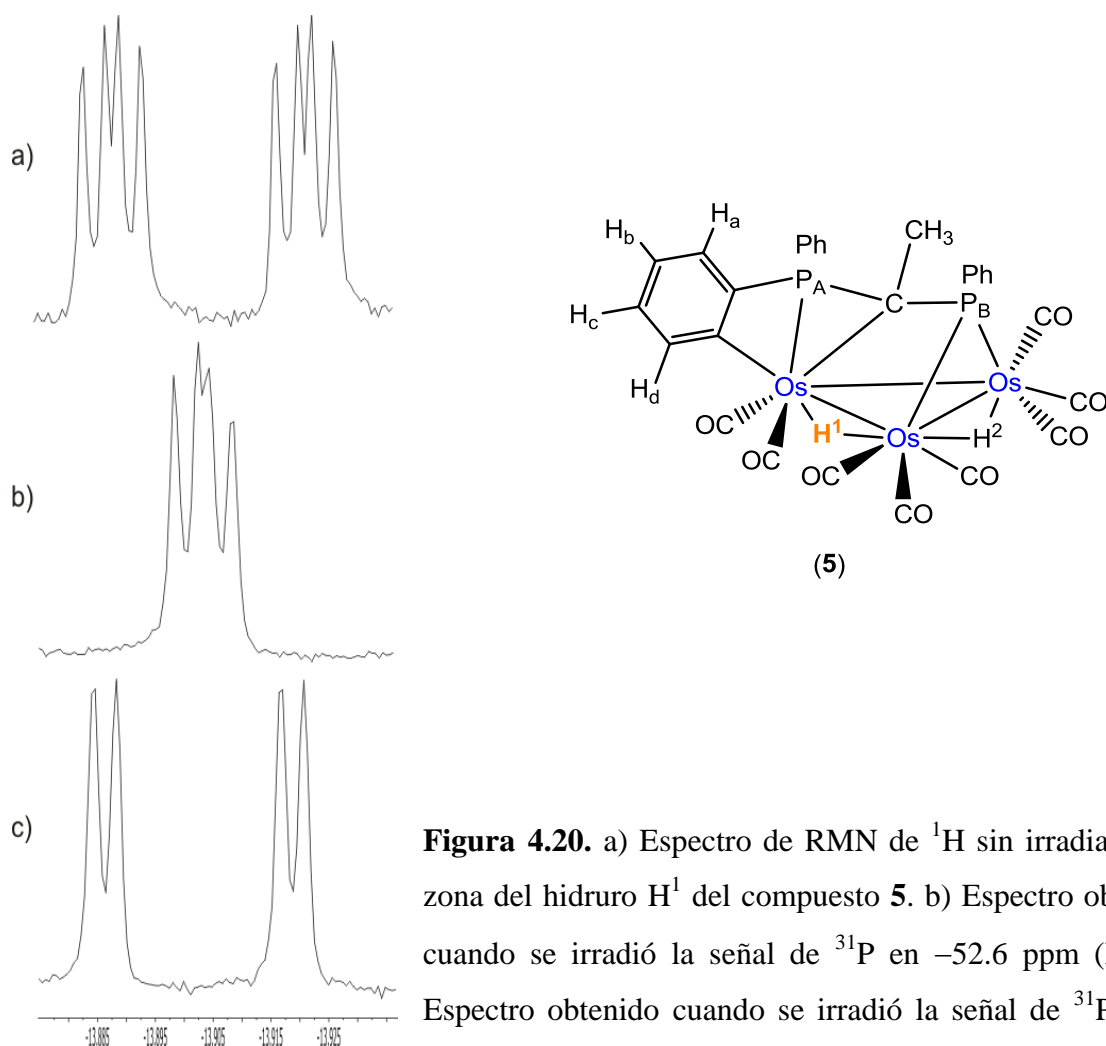 a)
b)
c)
-13.885 -13.895 -13.905 -13.915 -13.925
Ha
Hb
Hc
Hd
Ph
PA
CH3
C
Ph
PB
CO
CO
CO
Os
Os
Os
H1
H2
OC
OC
OC
CO
CO
(5)
Figura 4.20. a) Espectro de RMN de 1H sin irradia
zona del hidruro H1 del compuesto 5. b) Espectro ob
cuando se irradió la señal de 31P en −52.6 ppm (
Espectro obtenido cuando se irradió la señal de 31P